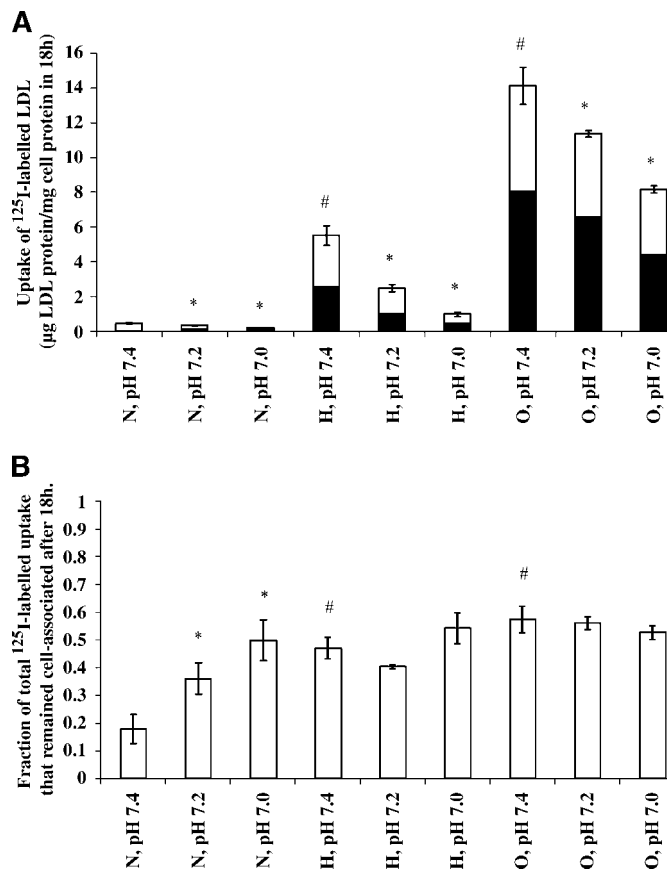 A
Uptake of 125I-labelled LDL
(µg LDL protein/mg cell protein in 18h)
16
14
12
10
8
6
4
2
0
*
*
#
*
*
#
*
*
N, pH 7.4
N, pH 7.2
N, pH 7.0
H, pH 7.4
H, pH 7.2
H, pH 7.0
O, pH 7.4
O, pH 7.2
O, pH 7.0
B
Fraction of total 125I-labelled uptake
that remained cell-associated after 18h.
1
0.9
0.8
0.7
0.6
0.5
0.4
0.3
0.2
0.1
0
*
*
#
#
N, pH 7.4
N, pH 7.2
N, pH 7.0
H, pH 7.4
H, pH 7.2
H, pH 7.0
O, pH 7.4
O, pH 7.2
O, pH 7.0